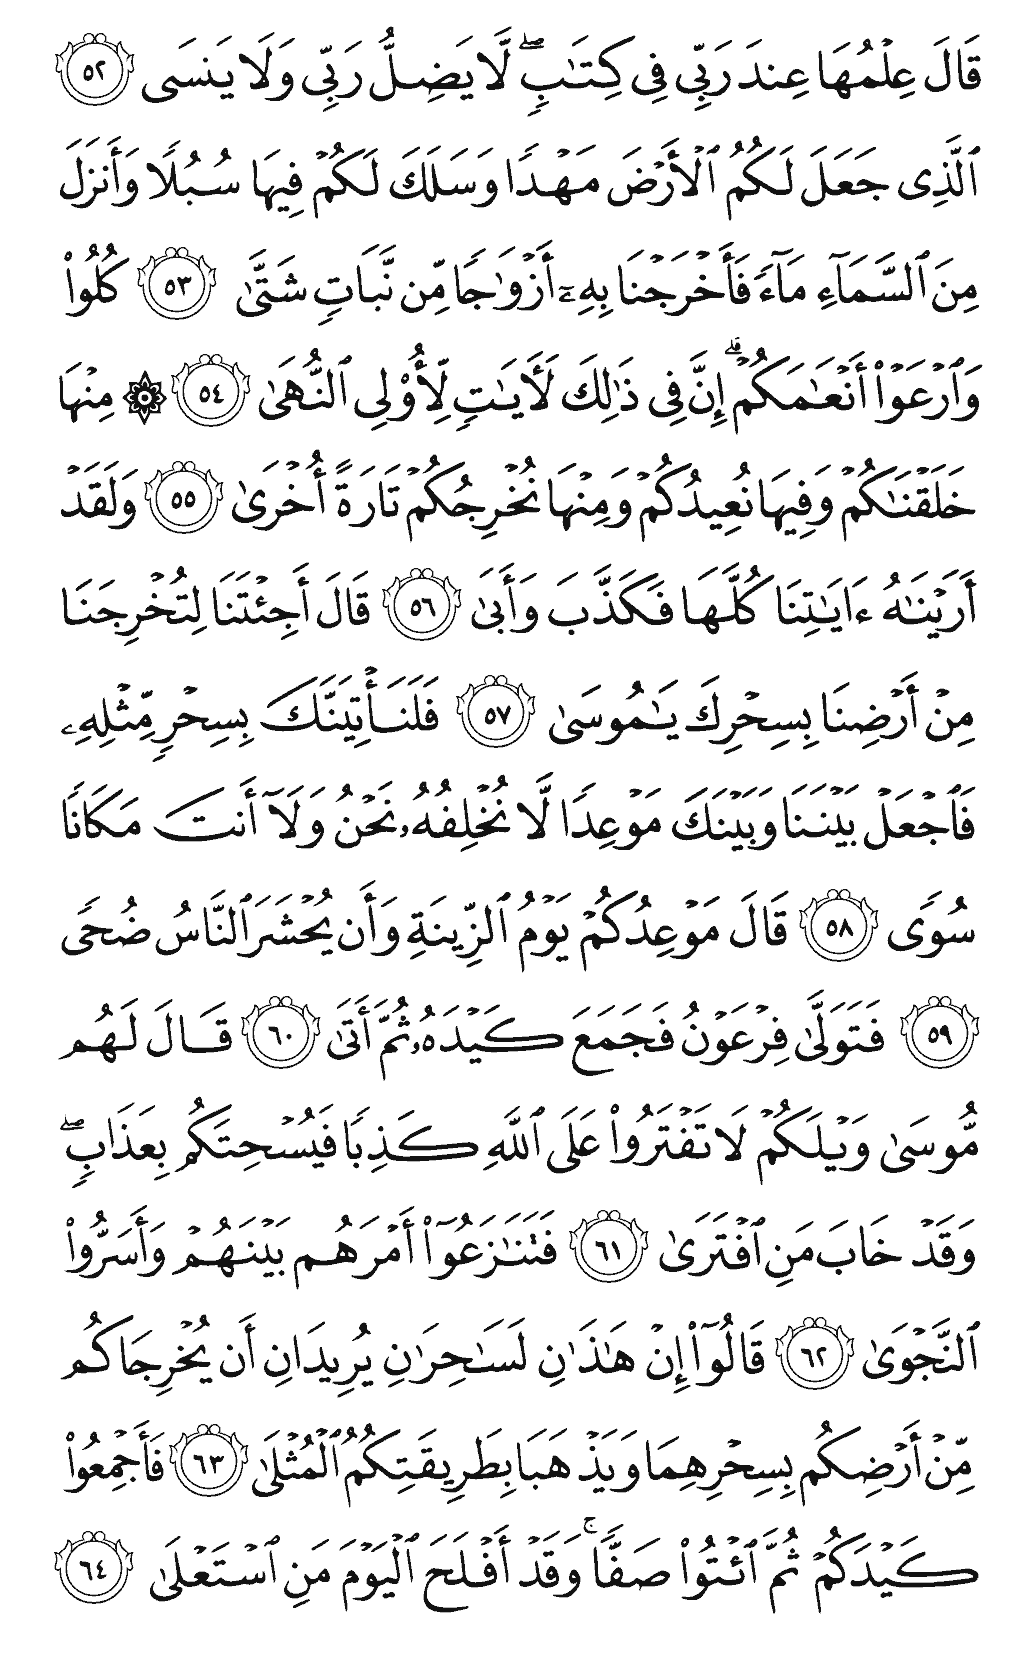 قَالَ عِلْمُهَا عِندَ رَبِّى فِى كِتَٰبٍۢ ۖ لَّا يَضِلُّ رَبِّى وَلَا يَنسَى ٥٢
ٱلَّذِى جَعَلَ لَكُمُ ٱلْأَرْضَ مَهْدًۭا وَسَلَكَ لَكُمْ فِيهَا سُبُلًۭا وَأَنزَلَ
مِنَ ٱلسَّمَآءِ مَآءًۭ فَأَخْرَجْنَا بِهِۦٓ أَزْوَٰجًۭا مِّن نَّبَاتٍۢ شَتَّىٰ ٥٣ كُلُوا۟
وَٱرْعَوْا۟ أَنْعَٰمَكُمْ ۗ إِنَّ فِى ذَٰلِكَ لَءَايَٰتٍۢ لِّأُو۟لِى ٱلنُّهَىٰ ٥٤ ۞ مِنْهَا
خَلَقْنَٰكُمْ وَفِيهَا نُعِيدُكُمْ وَمِنْهَا نُخْرِجُكُمْ تَارَةً أُخْرَىٰ ٥٥ وَلَقَدْ
أَرَيْنَٰهُ ءَايَٰتِنَا كُلَّهَا فَكَذَّبَ وَأَبَىٰ ٥٦ قَالَ أَجِئْتَنَا لِتُخْرِجَنَا
مِنْ أَرْضِنَا بِسِحْرِكَ يَٰمُوسَىٰ ٥٧ فَلَنَأْتِيَنَّكَ بِسِحْرٍۢ مِّثْلِهِۦ
فَٱجْعَلْ بَيْنَنَا وَبَيْنَكَ مَوْعِدًۭا لَّا نُخْلِفُهُۥ نَحْنُ وَلَآ أَنتَ مَكَانًۭا
سُوًۭى ٥٨ قَالَ مَوْعِدُكُمْ يَوْمُ ٱلزِّينَةِ وَأَن يُحْشَرَ ٱلنَّاسُ ضُحًۭى
٥٩ فَتَوَلَّىٰ فِرْعَوْنُ فَجَمَعَ كَيْدَهُۥ ثُمَّ أَتَىٰ ٦٠ قَالَ لَهُم
مُّوسَىٰ وَيْلَكُمْ لَا تَفْتَرُوا۟ عَلَى ٱللَّهِ كَذِبًۭا فَيُسْحِتَكُم بِعَذَابٍۢ ۖ
وَقَدْ خَابَ مَنِ ٱفْتَرَىٰ ٦١ فَتَنَٰزَعُوٓا۟ أَمْرَهُم بَيْنَهُمْ وَأَسَرُّوا۟
ٱلنَّجْوَىٰ ٦٢ قَالُوٓا۟ إِنْ هَٰذَٰنِ لَسَٰحِرَٰنِ يُرِيدَانِ أَن يُخْرِجَاكُم
مِّنْ أَرْضِكُم بِسِحْرِهِمَا وَيَذْهَبَا بِطَرِيقَتِكُمُ ٱلْمُثْلَىٰ ٦٣ فَأَجْمِعُوا۟
كَيْدَكُمْ ثُمَّ ٱئْتُوا۟ صَفًّۭا ۚ وَقَدْ أَفْلَحَ ٱلْيَوْمَ مَنِ ٱسْتَعْلَىٰ ٦٤